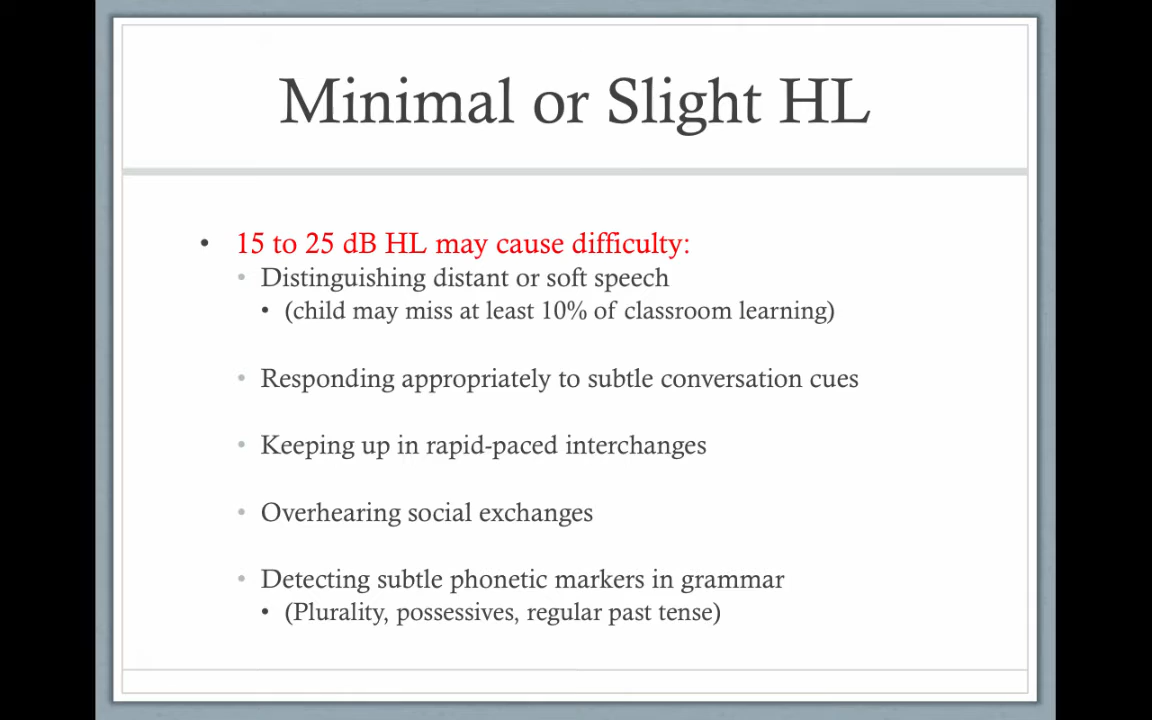 Minimal or Slight HL
• 15 to 25 dB HL may cause difficulty:
• Distinguishing distant or soft speech
• (child may miss at least 10% of classroom learning)
• Responding appropriately to subtle conversation cues
• Keeping up in rapid-paced interchanges
• Overhearing social exchanges
• Detecting subtle phonetic markers in grammar
• (Plurality, possessives, regular past tense)